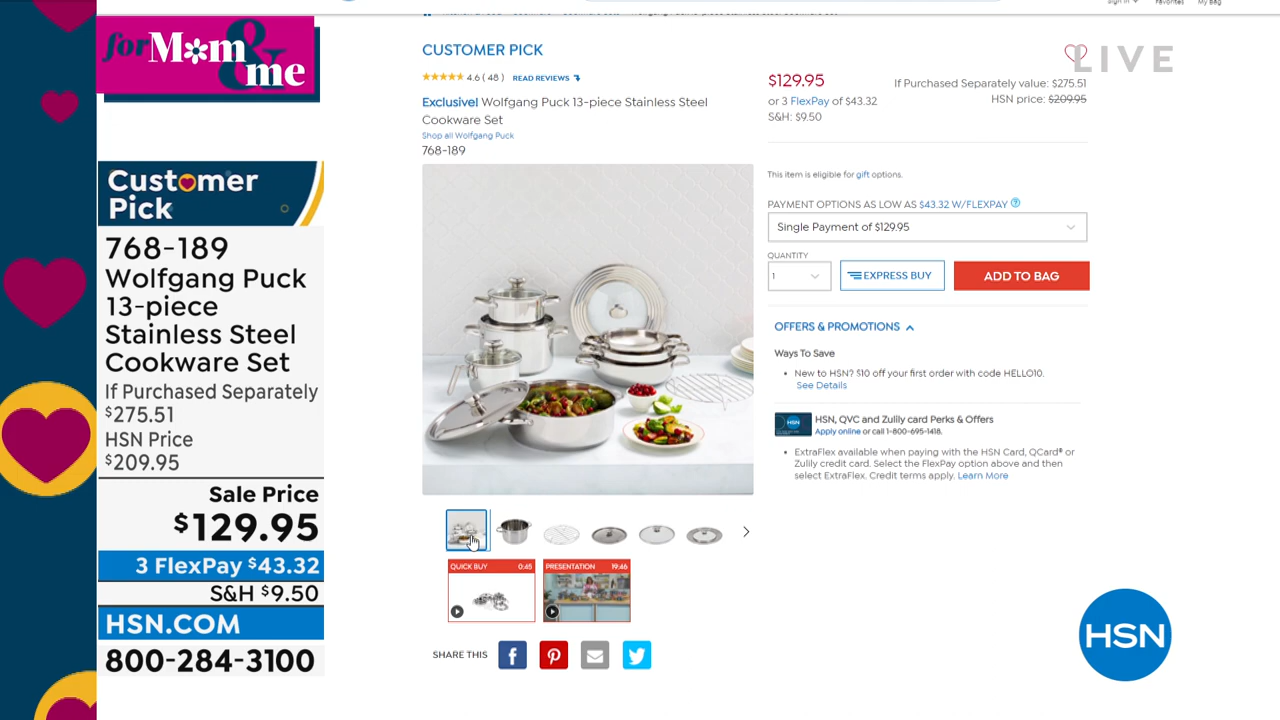 for Mom
& me
Customer
Pick
768-189
Wolfgang Puck
13-piece
Stainless Steel
Cookware Set
If Purchased Separately
$275.51
HSN Price
$209.95
Sale Price
$129.95
3 FlexPay $43.32
S&H $9.50
HSN.COM
800-284-3100
Sign In
Favorites
My Bag
CUSTOMER PICK
4.6 ( 48 ) READ REVIEWS
Exclusive! Wolfgang Puck 13-piece Stainless Steel
Cookware Set
Shop all Wolfgang Puck
768-189
QUICK BUY 0:45
PRESENTATION 19:46
SHARE THIS
LIVE
$129.95
or 3 FlexPay of $43.32
S&H: $9.50
If Purchased Separately value: $275.51
HSN price: $209.95
This item is eligible for gift options.
PAYMENT OPTIONS AS LOW AS $43.32 W/FLEXPAY
Single Payment of $129.95
QUANTITY
1
EXPRESS BUY
ADD TO BAG
OFFERS & PROMOTIONS
Ways To Save
• New to HSN? $10 off your first order with code HELLO10.
See Details
HSN
HSN, QVC and Zulily card Perks & Offers
Apply online or call 1-800-695-1418.
• ExtraFlex available when paying with the HSN Card, QCard® or
Zulily credit card. Select the FlexPay option above and then
select ExtraFlex. Credit terms apply. Learn More
HSN